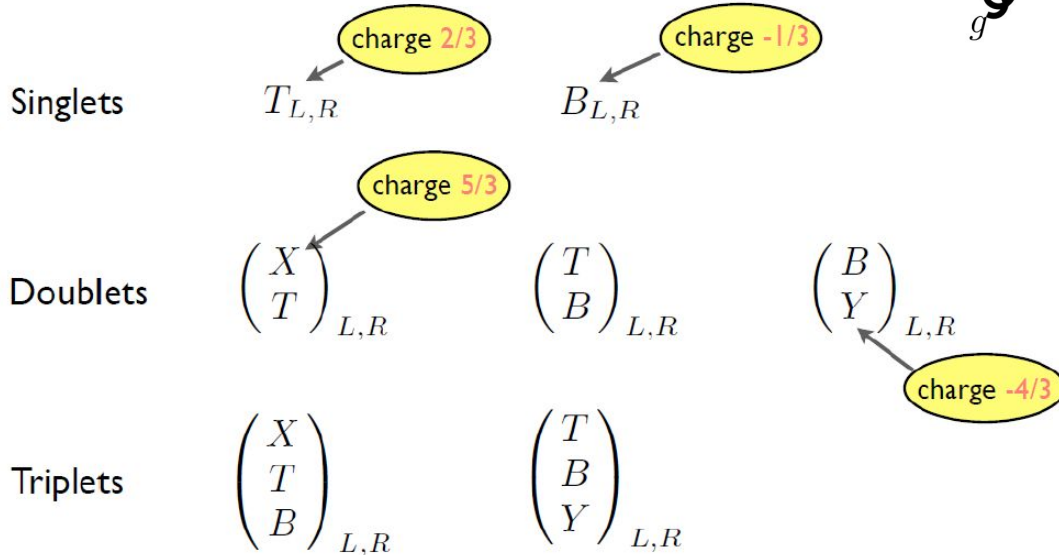 g
charge 2/3 charge -1/3
Singlets T_{L,R} B_{L,R}
charge 5/3
X T B
Doublets
T L,R B L,R Y L,R
charge -4/3
X T
Triplets T B
B L,R Y L,R